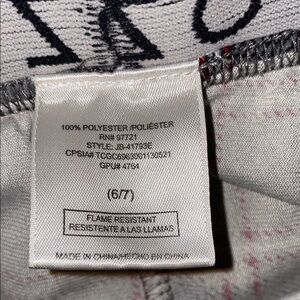 100% POLYESTER/POLIÉSTER
RN# 97721
STYLE: JB-41793E
CPSIA# TCGC6963061130521
GPU# 4764
(6/7)
FLAME RESISTANT
RESISTENTE A LAS LLAMAS
MADE IN CHINA/HECHO EN CHINA